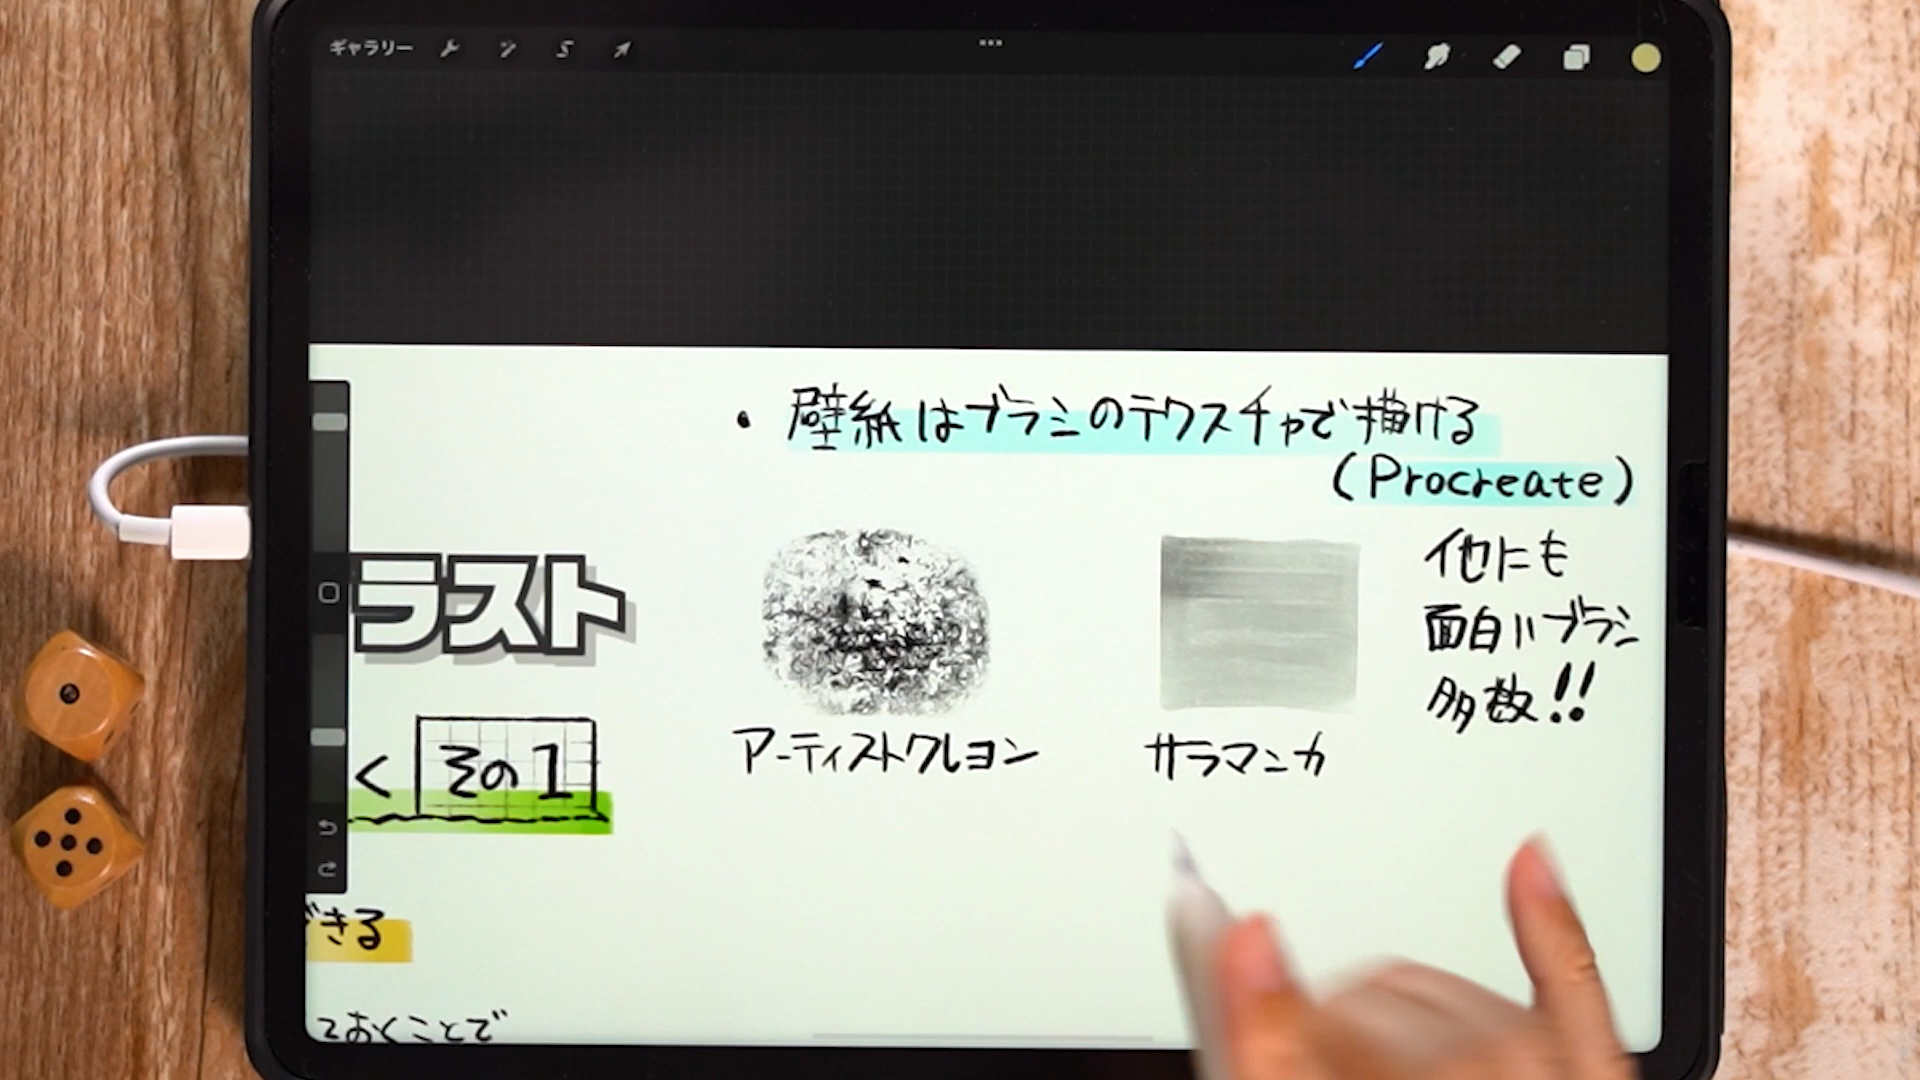 ギャラリー
・壁紙はブラシのテクスチャで描ける
(Procreate)
他にも
面白いブラシ
多数!!
アーティストクレヨン
サラマンカ
ラスト
く その1
できる
ておくことで